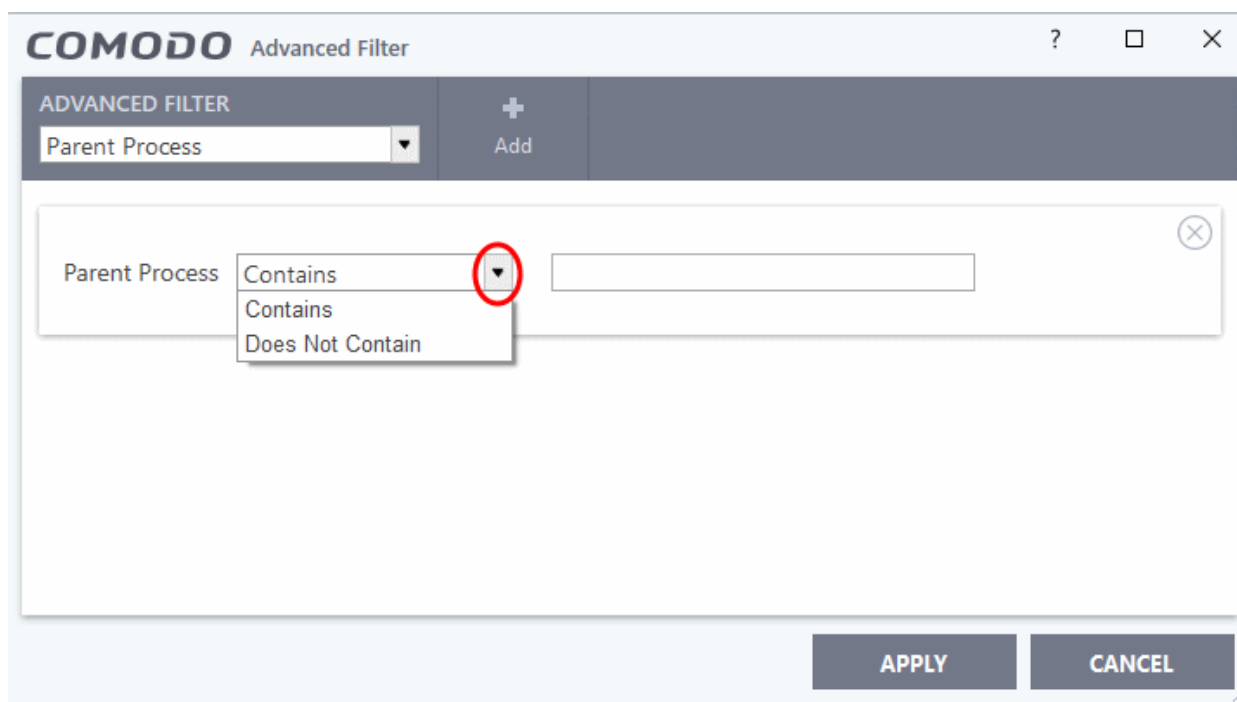 COMODO Advanced Filter ?
ADVANCED FILTER
Parent Process
Add
Parent Process Contains
Contains
Does Not Contain
APPLY CANCEL